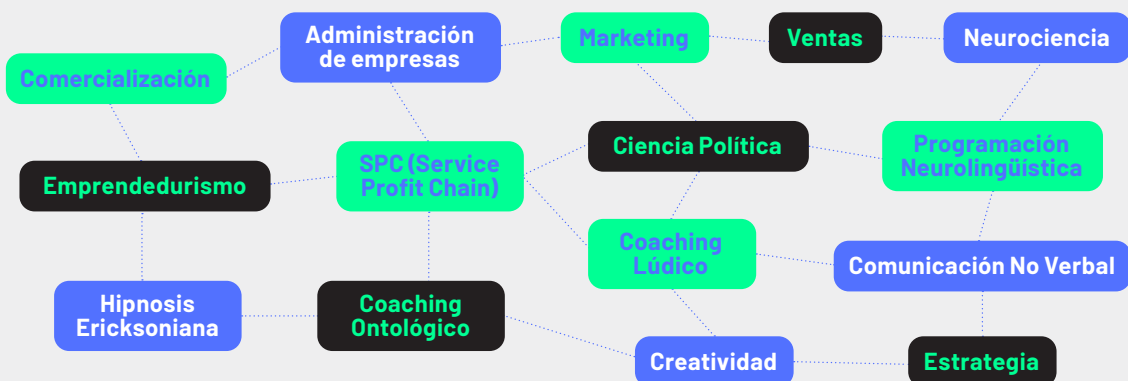 Administración
de empresas
Marketing
Ventas
Neurociencia
Comercialización
Ciencia Política
Programación
Neurolingüística
SPC (Service
Profit Chain)
Emprendedurismo
Coaching
Lúdico
Comunicación No Verbal
Hipnosis
Ericksoniana
Coaching
Ontológico
Creatividad
Estrategia